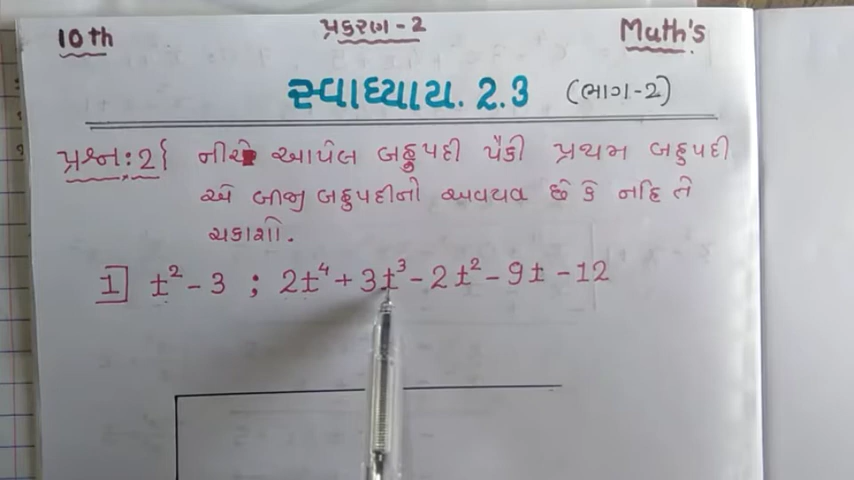 10th પ્રકરણ - 2 Math's
સ્વાધ્યાય. 2.3 (ભાગ-2)
પ્રશ્ન:2} નીચે આપેલ બહુપદી પૈકી પ્રથમ બહુપદી
એ બીજી બહુપદીનો અવયવ છે કે નહિ તે
ચકાશો.
1 t² - 3 ; 2t⁴ + 3t³ - 2t² - 9t - 12